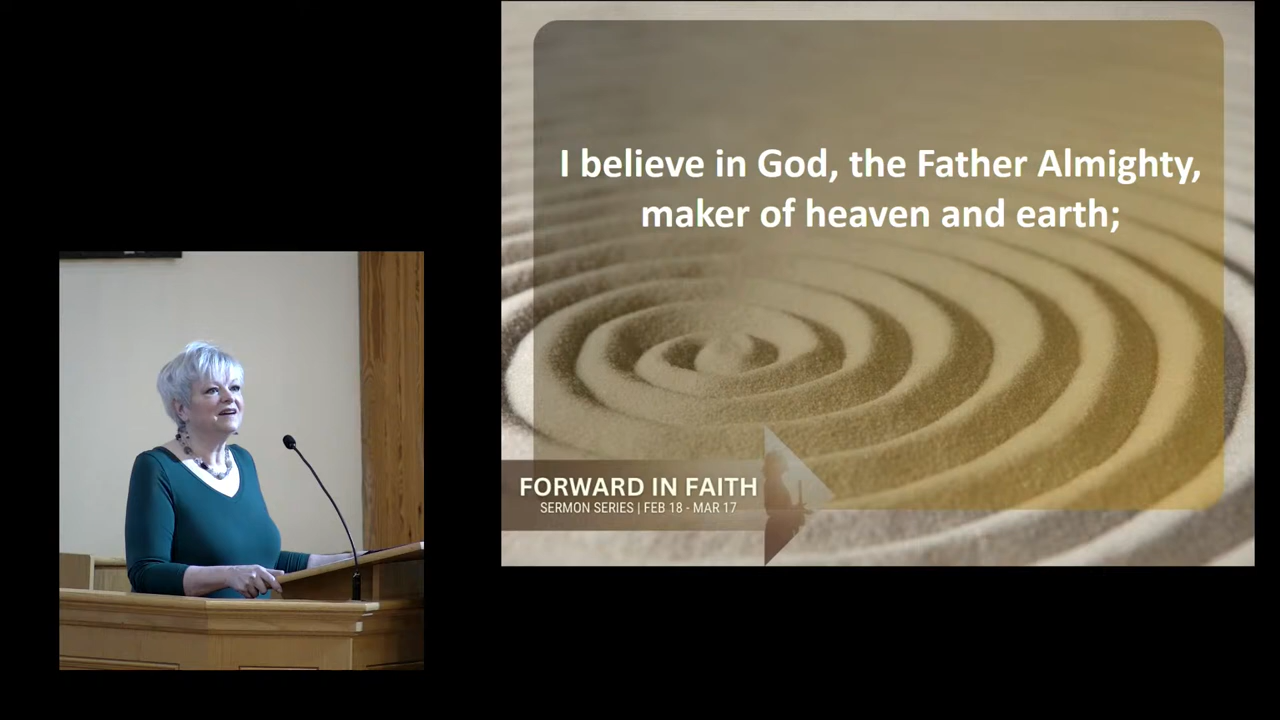 I believe in God, the Father Almighty,
maker of heaven and earth;
FORWARD IN FAITH
SERMON SERIES | FEB 18 - MAR 17